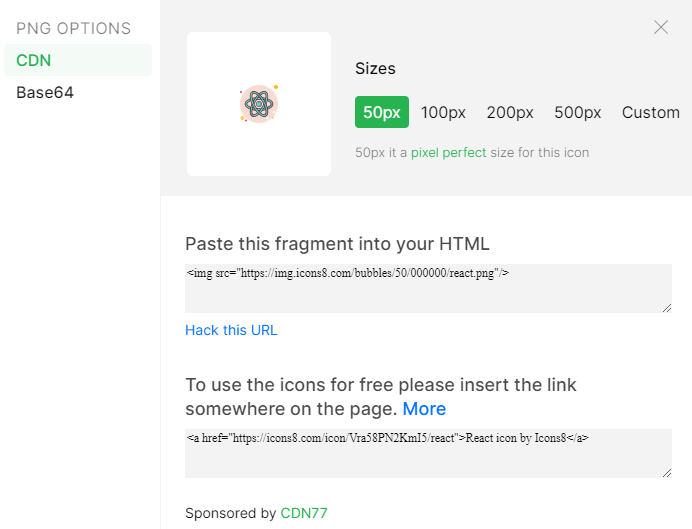 PNG OPTIONS
CDN
Base64
Sizes
50px 100px 200px 500px Custom
50px it a pixel perfect size for this icon
Paste this fragment into your HTML
<img src="https://img.icons8.com/bubbles/50/000000/react.png"/>
Hack this URL
To use the icons for free please insert the link
somewhere on the page. More
<a href="https://icons8.com/icon/Vra58PN2KmI5/react">React icon by Icons8</a>
Sponsored by CDN77